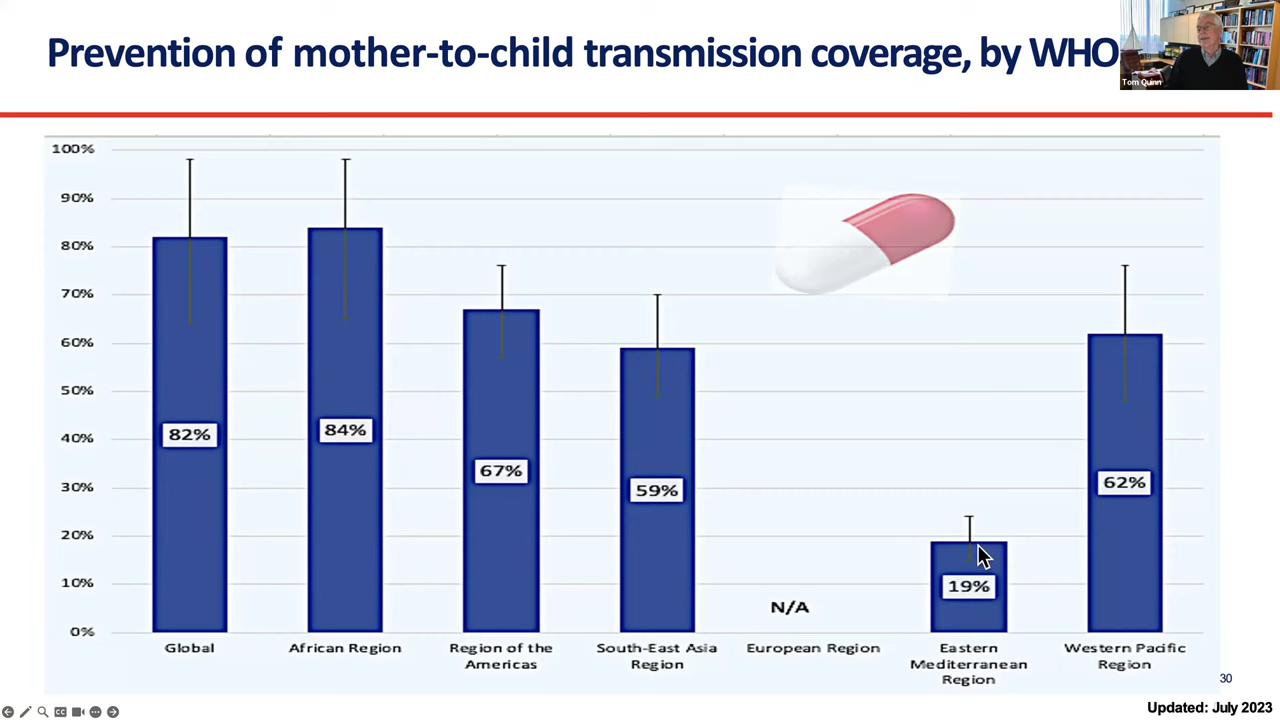 Prevention of mother-to-child transmission coverage, by WHO
Tom Quinn
100%
90%
80%
70%
60%
50%
40%
30%
20%
10%
0%
82%
84%
67%
59%
N/A
19%
62%
Global
African Region
Region of the
Americas
South-East Asia
Region
European Region
Eastern
Mediterranean
Region
Western Pacific
Region
30
CC
Updated: July 2023